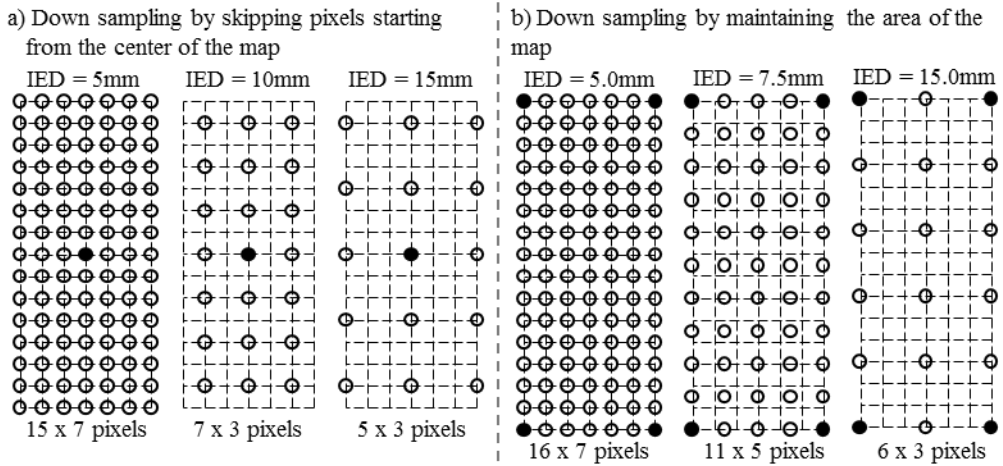 a) Down sampling by skipping pixels starting
from the center of the map
IED = 5mm
IED = 10mm
IED = 15mm
15 x 7 pixels
7 x 3 pixels
5 x 3 pixels
b) Down sampling by maintaining the area of the
map
IED = 5.0mm
IED = 7.5mm
IED = 15.0mm
16 x 7 pixels
11 x 5 pixels
6 x 3 pixels